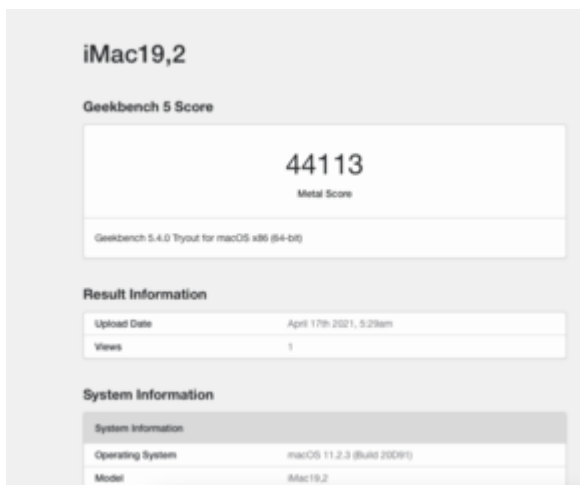 iMac19,2
Geekbench 5 Score
44113
Metal Score
Geekbench 5.4.0 Tryout for macOS x86 (64-bit)
Result Information
Upload Date April 17th 2021, 5:29am
Views 1
System Information
System Information
Operating System macOS 11.2.3 (Build 20D91)
Model iMac19,2